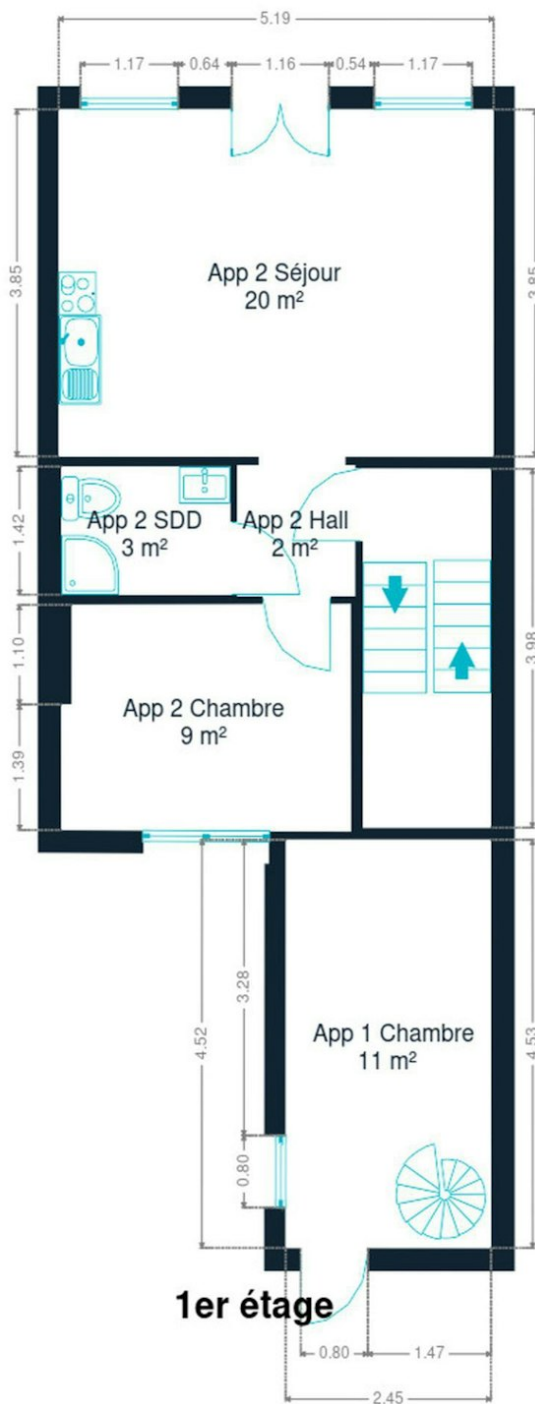 5.19
1.17
0.64
1.16
0.54
1.17
3.85
3.85
App 2 Séjour
20 m²
1.42
App 2 SDD
3 m²
App 2 Hall
2 m²
1.10
3.98
App 2 Chambre
9 m²
1.39
3.28
4.52
4.53
App 1 Chambre
11 m²
0.80
1er étage
0.80
1.47
2.45